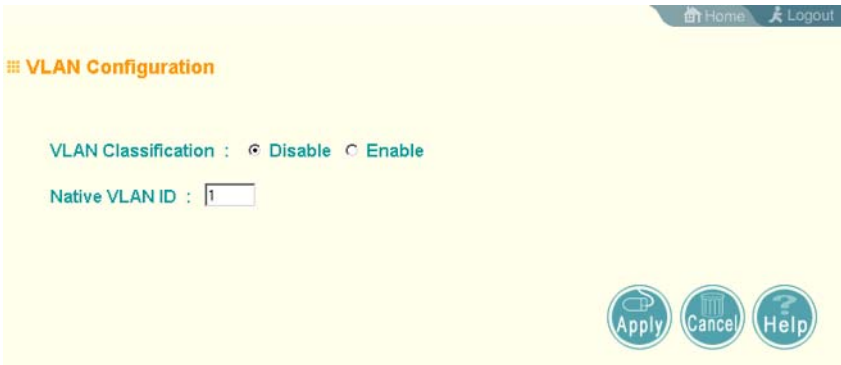 Home Logout
VLAN Configuration
VLAN Classification : Disable Enable
Native VLAN ID : 1
Apply Cancel Help